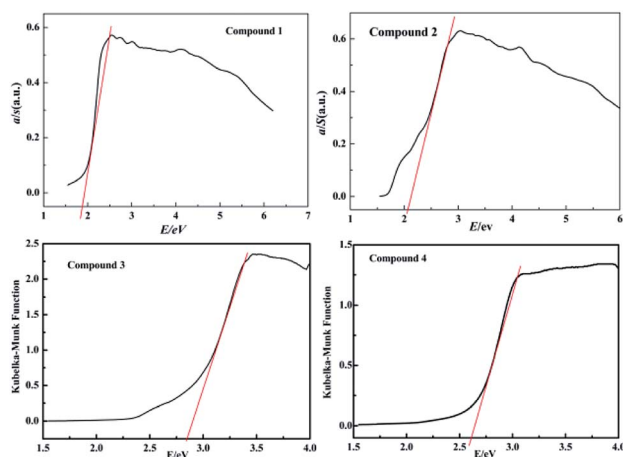 Compound 1
a/s(a.u.)
0.6
0.4
0.2
0.0
1 2 3 4 5 6 7
E/eV
Compound 2
a/S(a.u.)
0.6
0.4
0.2
0.0
1 2 3 4 5 6
E/ev
Compound 3
Kubelka-Munk Function
2.5
2.0
1.5
1.0
0.5
0.0
1.5 2.0 2.5 3.0 3.5 4.0
E/eV
Compound 4
Kubelka-Munk Function
1.5
1.0
0.5
0.0
1.5 2.0 2.5 3.0 3.5 4.0
E/eV